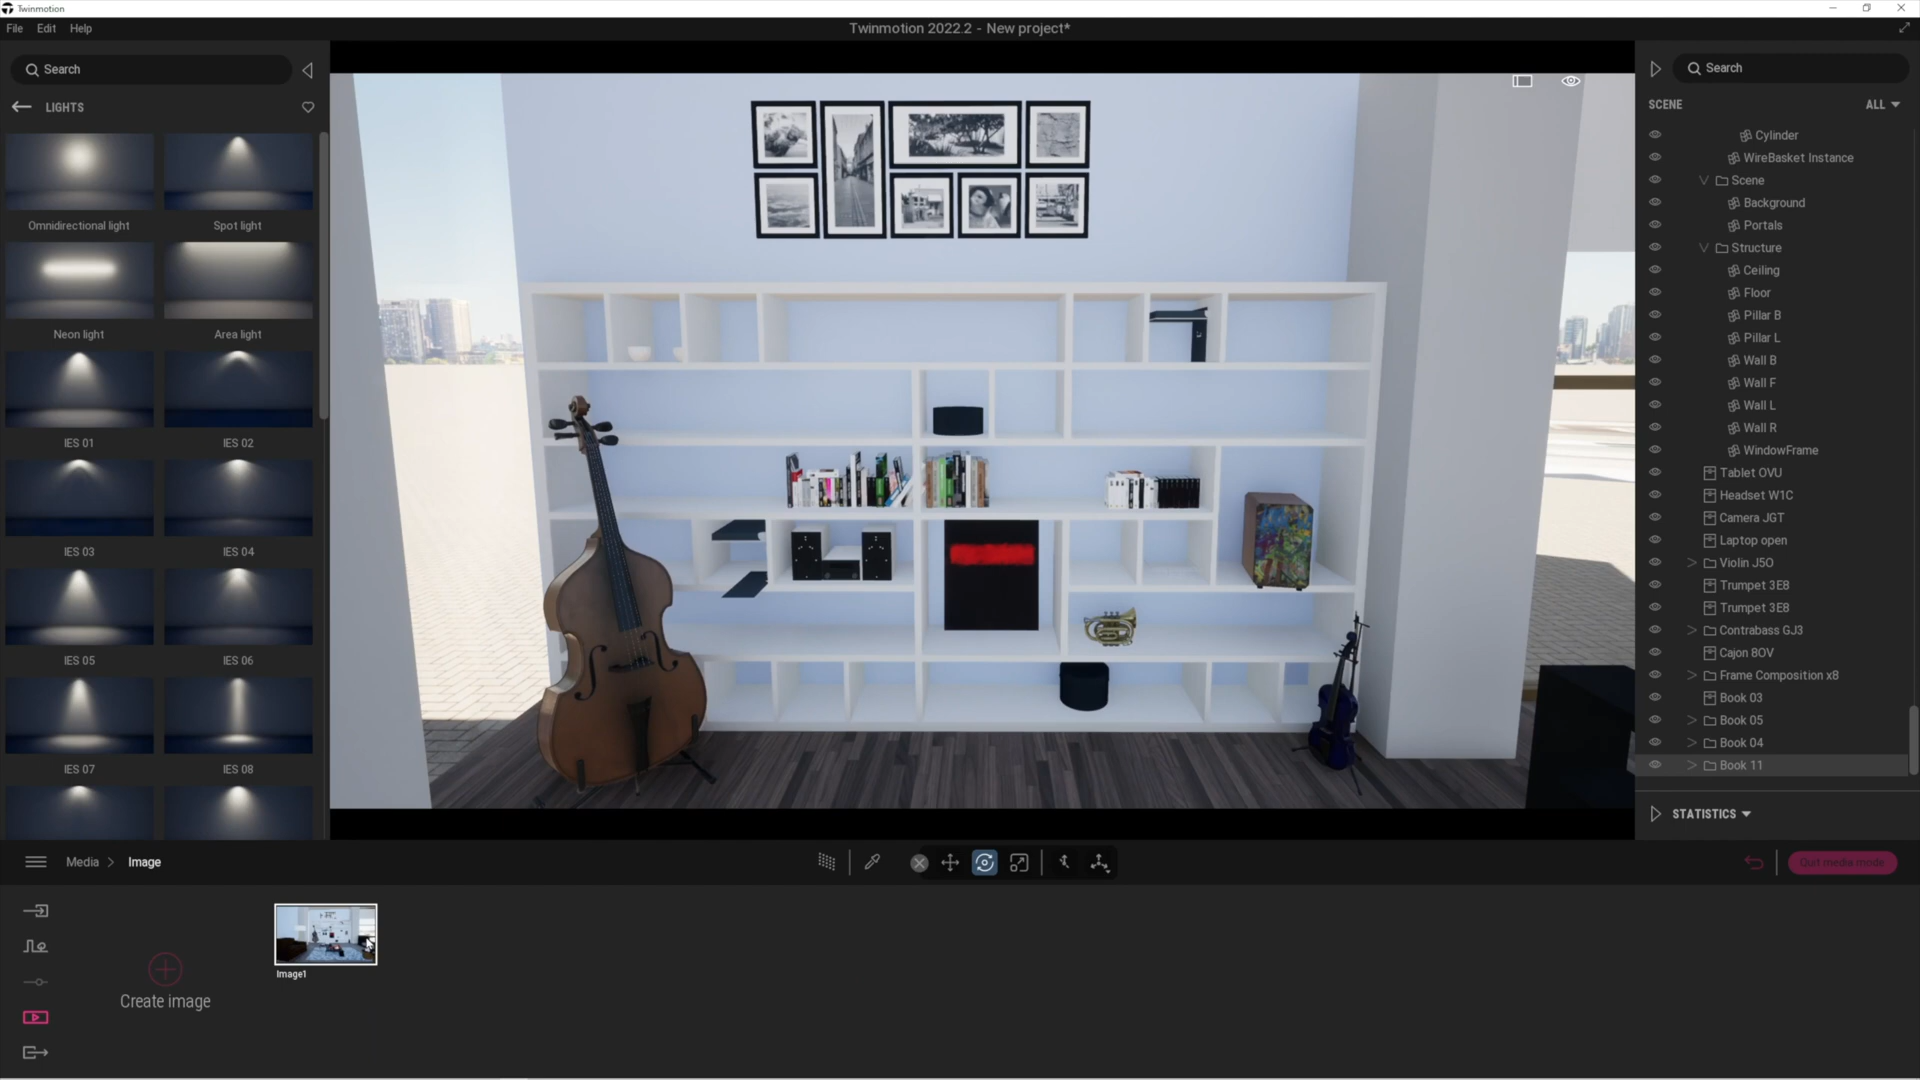 Twinmotion
File Edit Help
Twinmotion 2022.2 - New project*
Search
LIGHTS
Omnidirectional light
Spot light
Neon light
Area light
IES 01
IES 02
IES 03
IES 04
IES 05
IES 06
IES 07
IES 08
Search
SCENE
ALL
Cylinder
WireBasket Instance
Scene
Background
Portals
Structure
Ceiling
Floor
Pillar B
Pillar L
Wall B
Wall F
Wall L
Wall R
WindowFrame
Tablet OVU
Headset W1C
Camera JGT
Laptop open
Violin J5O
Trumpet 3E8
Trumpet 3E8
Contrabass GJ3
Cajon 8OV
Frame Composition x8
Book 03
Book 05
Book 04
Book 11
STATISTICS
Media
Image
Quit media mode
Create image
Image1